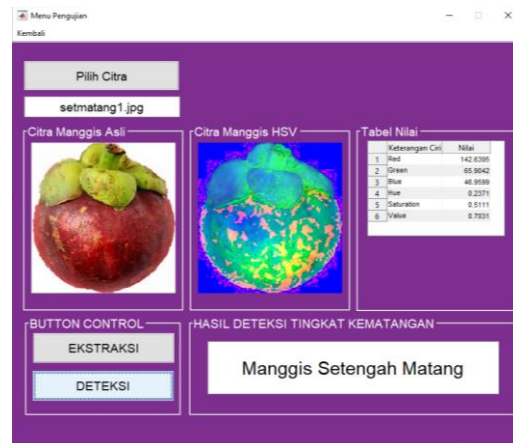 Menu Pengujian
Kembali
Pilih Citra
setmatang1.jpg
Citra Manggis Asli
Citra Manggis HSV
Tabel Nilai
Keterangan Ciri Nilai
1 Red 142.6395
2 Green 65.9042
3 Blue 46.9599
4 Hue 0.2371
5 Saturation 0.5111
6 Value 0.7031
BUTTON CONTROL
EKSTRAKSI
DETEKSI
HASIL DETEKSI TINGKAT KEMATANGAN
Manggis Setengah Matang